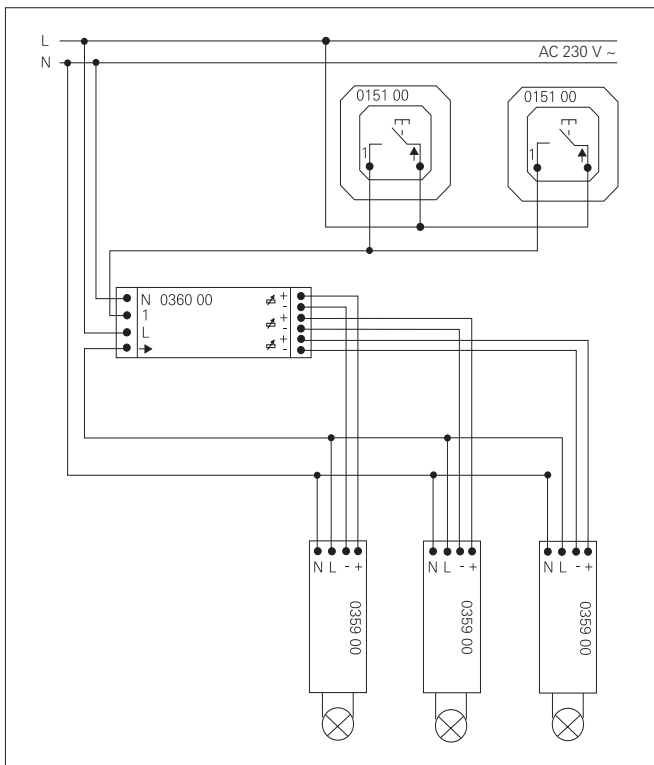 L
AC 230 V ~
N
0151 00
0151 00
1
1
N 0360 00
1
L
+
-
+
-
+
-
N L - +
N L - +
N L - +
0359 00
0359 00
0359 00